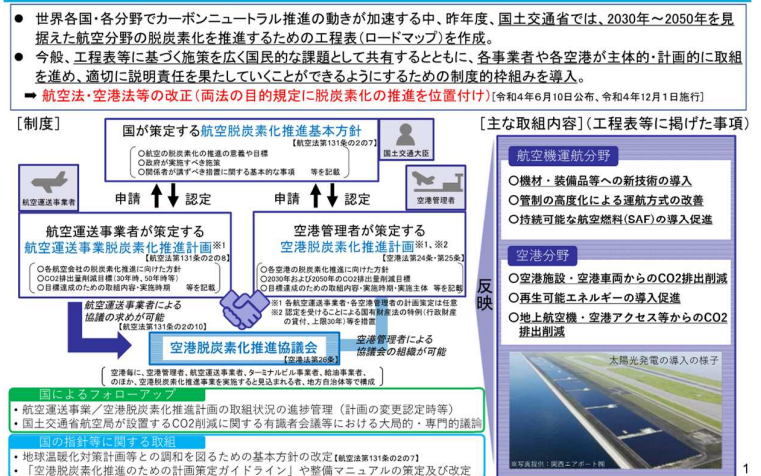 ● 世界各国・各分野でカーボンニュートラル推進の動きが加速する中、昨年度、国土交通省では、2030年～2050年を見
据えた航空分野の脱炭素化を推進するための工程表(ロードマップ)を作成。
● 今般、工程表等に基づく施策を広く国民的な課題として共有するとともに、各事業者や各空港が主体的・計画的に取組
を進め、適切に説明責任を果たしていくことができるようにするための制度的枠組みを導入。
➡ 航空法・空港法等の改正(両法の目的規定に脱炭素化の推進を位置付け)[令和4年6月10日公布、令和4年12月1日施行]
[制度]
国が策定する航空脱炭素化推進基本方針
【航空法第131条の2の7】
○航空の脱炭素化の推進の意義や目標
○政府が実施すべき施策
○関係者が講ずべき措置に関する基本的な事項 等を記載
国土交通大臣
航空運送事業者
申請 認定
申請 認定
空港管理者
航空運送事業者が策定する
航空運送事業脱炭素化推進計画※1
【航空法第131条の2の8】
○各航空会社の脱炭素化推進に向けた方針
○CO2排出量削減目標(30年時、50年時等)
○目標達成のための取組内容・実施時期 等を記載
空港管理者が策定する
空港脱炭素化推進計画※1、※2
【空港法第24条・第25条】
○各空港の脱炭素化推進に向けた方針
○2030年および2050年のCO2排出量削減目標
○目標達成のための取組内容・実施時期・実施主体 等を記載
※1 各航空運送事業者・各空港管理者の計画策定は任意
※2 認定を受けることによる国有財産法の特例(行政財産
の貸付、上限30年)等を措置
航空運送事業者による
協議の求めが可能
【航空法第131条の2の10】
空港脱炭素化推進協議会
【空港法第26条】
空港管理者による
協議会の組織が可能
空港毎に、空港管理者、航空運送事業者、ターミナルビル事業者、給油事業者、
のほか、空港脱炭素化推進事業を実施すると見込まれる者、地方自治体等で構成
国によるフォローアップ
・航空運送事業/空港脱炭素化推進計画の取組状況の進捗管理(計画の変更認定時等)
・国土交通省航空局が設置するCO2削減に関する有識者会議等における大局的・専門的議論
国の指針等に関する取組
・地球温暖化対策計画等との調和を図るための基本方針の改定【航空法第131条の2の7】
・「空港脱炭素化推進のための計画策定ガイドライン」や整備マニュアルの策定及び改定
反映
[主な取組内容](工程表等に掲げた事項)
航空機運航分野
○機材・装備品等への新技術の導入
○管制の高度化による運航方式の改善
○持続可能な航空燃料(SAF)の導入促進
空港分野
○空港施設・空港車両からのCO2排出削減
○再生可能エネルギーの導入促進
○地上航空機・空港アクセス等からのCO2
排出削減
太陽光発電の導入の様子
※写真提供:関西エアポート㈱
1